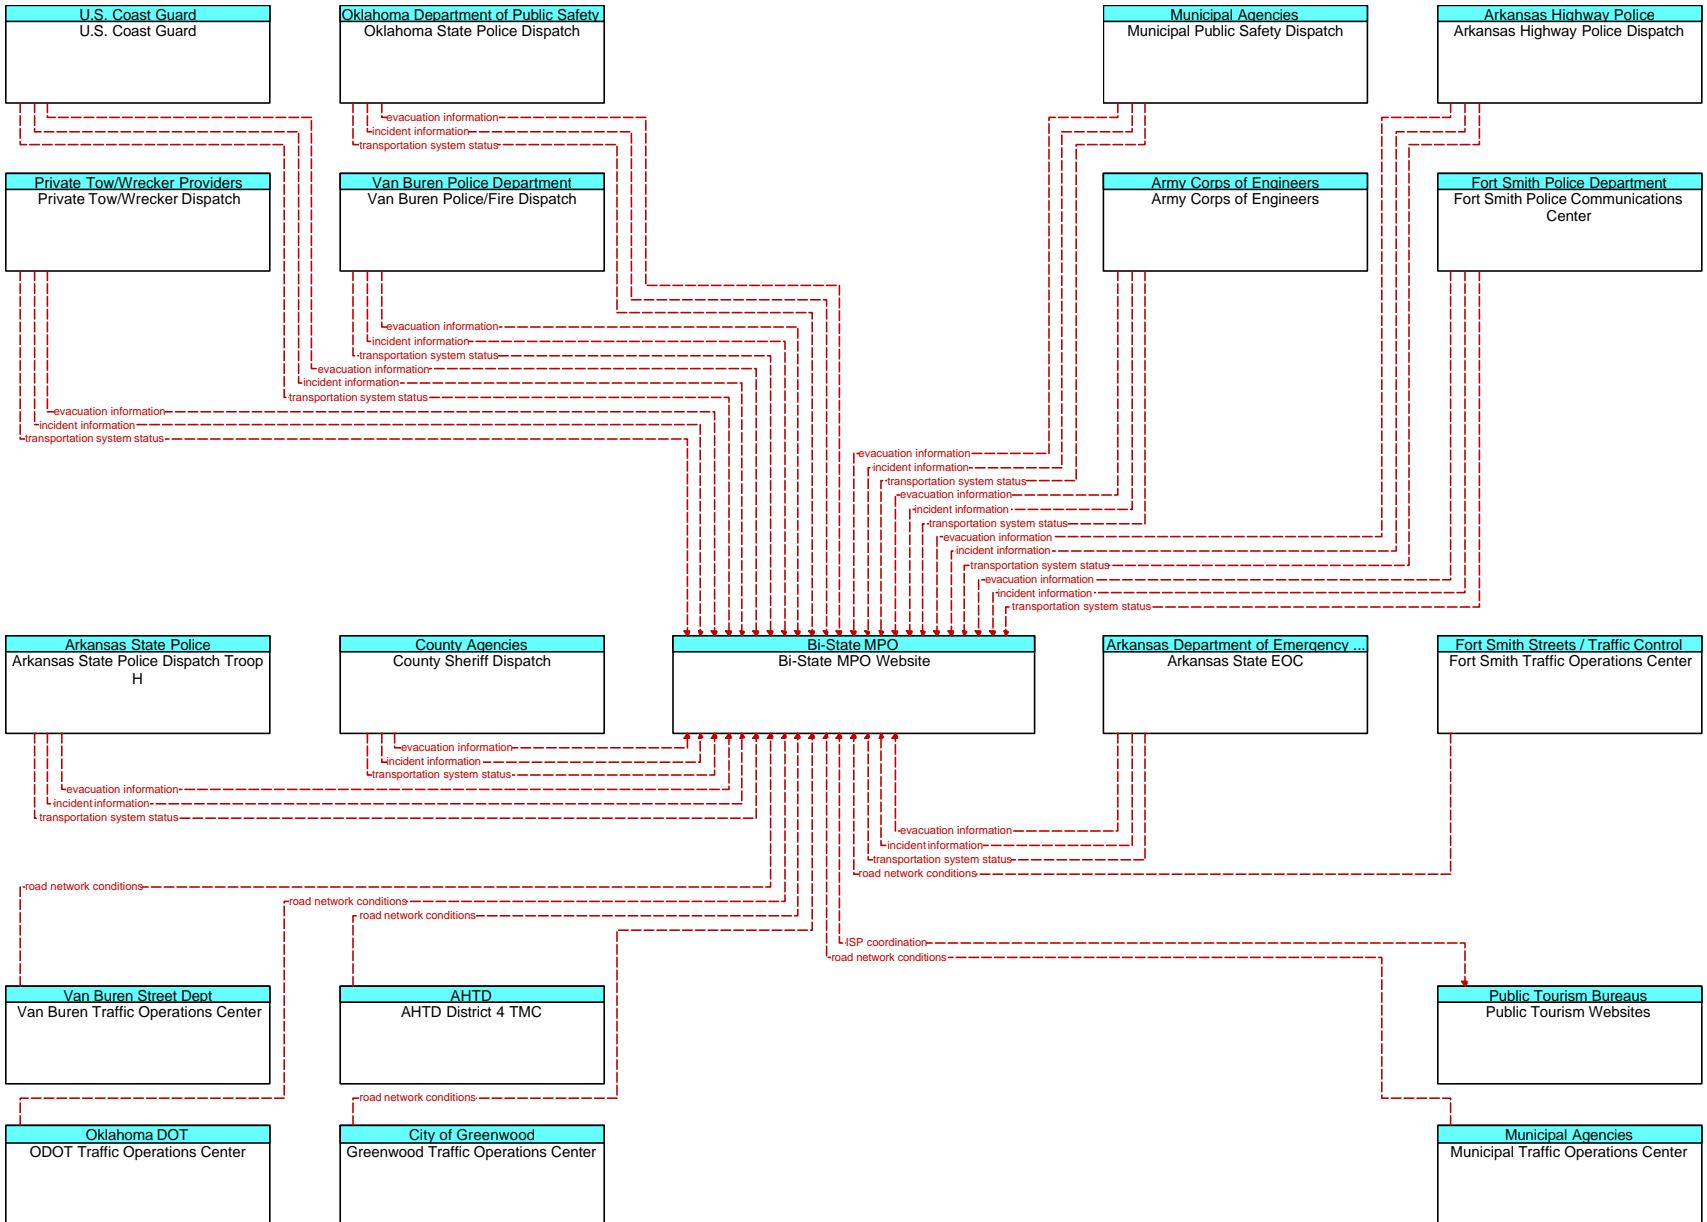 U.S. Coast Guard
U.S. Coast Guard
Oklahoma Department of Public Safety
Oklahoma State Police Dispatch
Municipal Agencies
Municipal Public Safety Dispatch
Arkansas Highway Police
Arkansas Highway Police Dispatch
evacuation information
incident information
transportation system status
Private Tow/Wrecker Providers
Private Tow/Wrecker Dispatch
Van Buren Police Department
Van Buren Police/Fire Dispatch
Army Corps of Engineers
Army Corps of Engineers
Fort Smith Police Department
Fort Smith Police Communications
Center
evacuation information
incident information
transportation system status
evacuation information
incident information
transportation system status
evacuation information
incident information
transportation system status
evacuation information
incident information
transportation system status
evacuation information
incident information
transportation system status
evacuation information
incident information
transportation system status
evacuation information
incident information
transportation system status
Arkansas State Police
Arkansas State Police Dispatch Troop
H
County Agencies
County Sheriff Dispatch
Bi-State MPO
Bi-State MPO Website
Arkansas Department of Emergency ...
Arkansas State EOC
Fort Smith Streets / Traffic Control
Fort Smith Traffic Operations Center
evacuation information
incident information
transportation system status
evacuation information
incident information
transportation system status
evacuation information
incident information
transportation system status
road network conditions
road network conditions
road network conditions
road network conditions
ISP coordination
road network conditions
Van Buren Street Dept
Van Buren Traffic Operations Center
AHTD
AHTD District 4 TMC
Public Tourism Bureaus
Public Tourism Websites
road network conditions
Oklahoma DOT
ODOT Traffic Operations Center
City of Greenwood
Greenwood Traffic Operations Center
Municipal Agencies
Municipal Traffic Operations Center